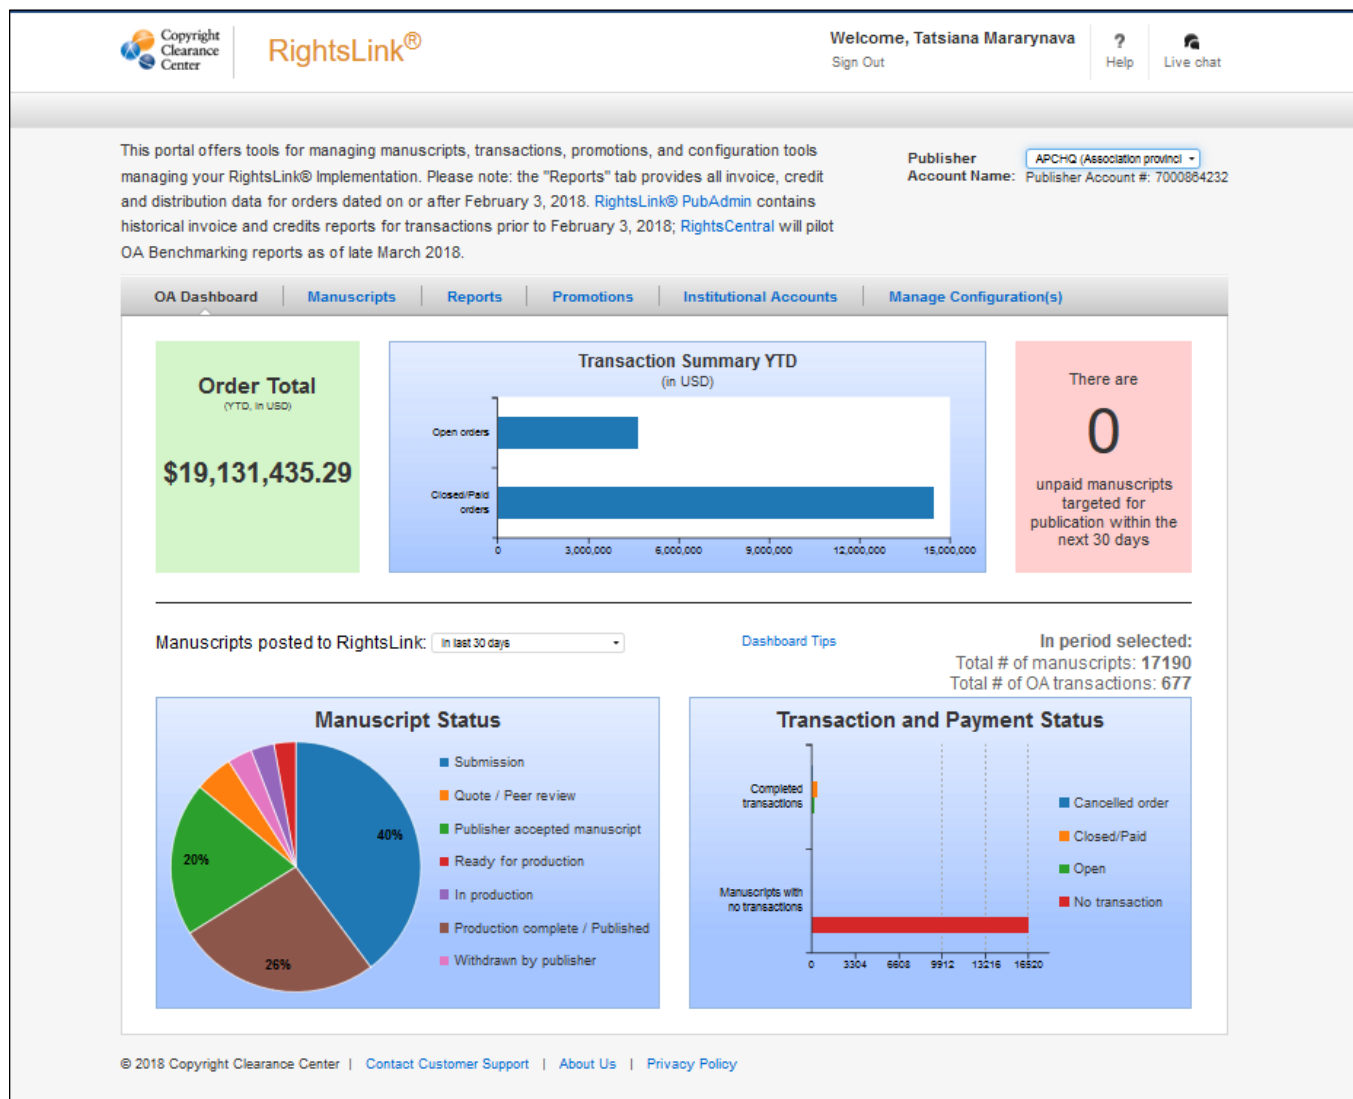 Copyright
Clearance
Center
RightsLink®
Welcome, Tatsiana Mararynava
Sign Out
?
Help
Live chat
This portal offers tools for managing manuscripts, transactions, promotions, and configuration tools
managing your RightsLink® Implementation. Please note: the "Reports" tab provides all invoice, credit
and distribution data for orders dated on or after February 3, 2018. RightsLink® PubAdmin contains
historical invoice and credits reports for transactions prior to February 3, 2018; RightsCentral will pilot
OA Benchmarking reports as of late March 2018.
Publisher
Account Name:
APCHQ (Association provinci
Publisher Account #: 7000864232
OA Dashboard
Manuscripts
Reports
Promotions
Institutional Accounts
Manage Configuration(s)
Order Total
(YTD, in USD)
$19,131,435.29
Transaction Summary YTD
(in USD)
Open orders
Closed/Paid
orders
0 3,000,000 6,000,000 9,000,000 12,000,000 15,000,000
There are
0
unpaid manuscripts
targeted for
publication within the
next 30 days
Manuscripts posted to RightsLink: In last 30 days
Dashboard Tips
In period selected:
Total # of manuscripts: 17190
Total # of OA transactions: 677
Manuscript Status
40%
20%
26%
Submission
Quote / Peer review
Publisher accepted manuscript
Ready for production
In production
Production complete / Published
Withdrawn by publisher
Transaction and Payment Status
Completed
transactions
Manuscripts with
no transactions
0 3304 6608 9912 13216 16520
Cancelled order
Closed/Paid
Open
No transaction
© 2018 Copyright Clearance Center | Contact Customer Support | About Us | Privacy Policy